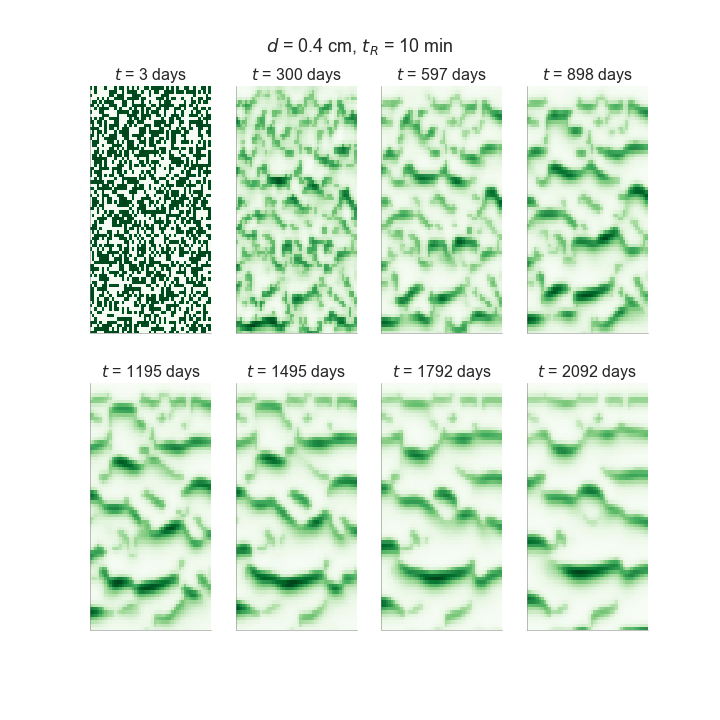 d = 0.4 cm, t_R = 10 min
t = 3 days
t = 300 days
t = 597 days
t = 898 days
t = 1195 days
t = 1495 days
t = 1792 days
t = 2092 days